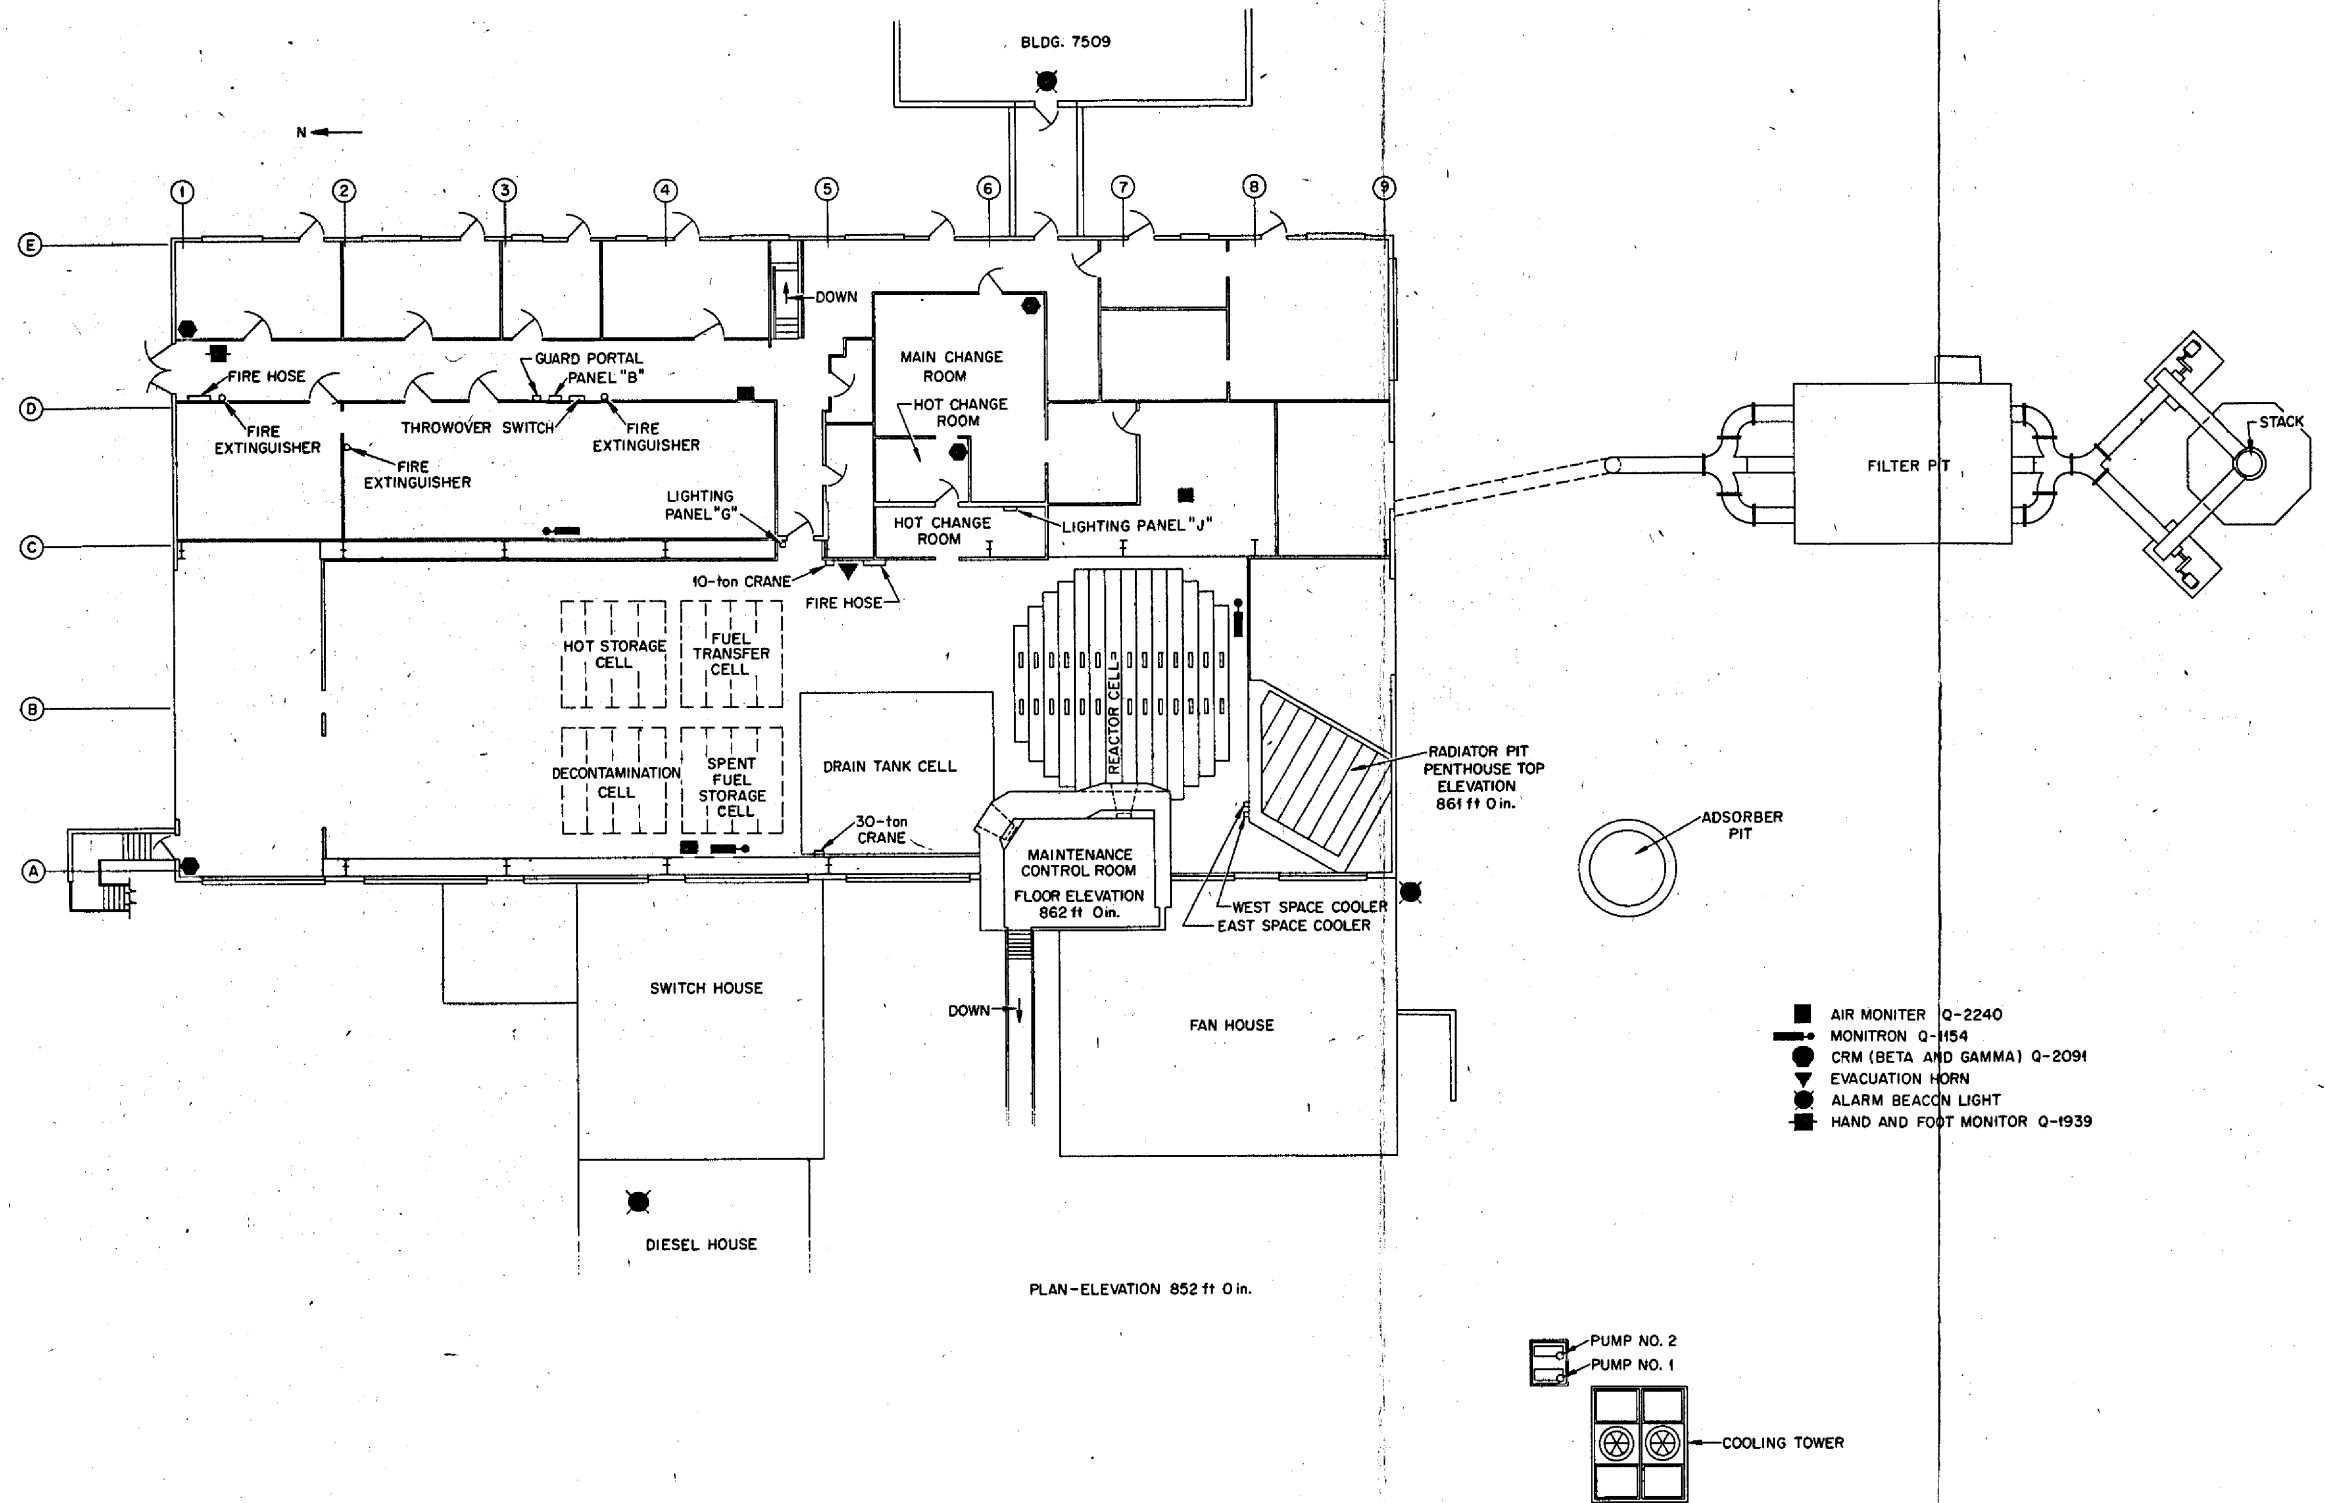 BLDG. 7509
N
1
2
3
4
5
6
7
8
9
E
DOWN
GUARD PORTAL
PANEL "B"
FIRE HOSE
MAIN CHANGE
ROOM
D
HOT CHANGE
ROOM
FIRE
EXTINGUISHER
THROWOVER SWITCH
FIRE
EXTINGUISHER
FIRE
EXTINGUISHER
STACK
FILTER PIT
LIGHTING
PANEL "G"
HOT CHANGE
ROOM
LIGHTING PANEL "J"
C
10-ton CRANE
FIRE HOSE
HOT STORAGE
CELL
FUEL
TRANSFER
CELL
REACTOR CELL
B
DECONTAMINATION
CELL
SPENT
FUEL
STORAGE
CELL
DRAIN TANK CELL
RADIATOR PIT
PENTHOUSE TOP
ELEVATION
861 ft 0 in.
30-ton
CRANE
ADSORBER
PIT
A
MAINTENANCE
CONTROL ROOM
FLOOR ELEVATION
862 ft 0 in.
WEST SPACE COOLER
EAST SPACE COOLER
SWITCH HOUSE
DOWN
FAN HOUSE
AIR MONITER Q-2240
MONITRON Q-1154
CRM (BETA AND GAMMA) Q-2091
EVACUATION HORN
ALARM BEACON LIGHT
HAND AND FOOT MONITOR Q-1939
DIESEL HOUSE
PLAN-ELEVATION 852 ft 0 in.
PUMP NO. 2
PUMP NO. 1
COOLING TOWER